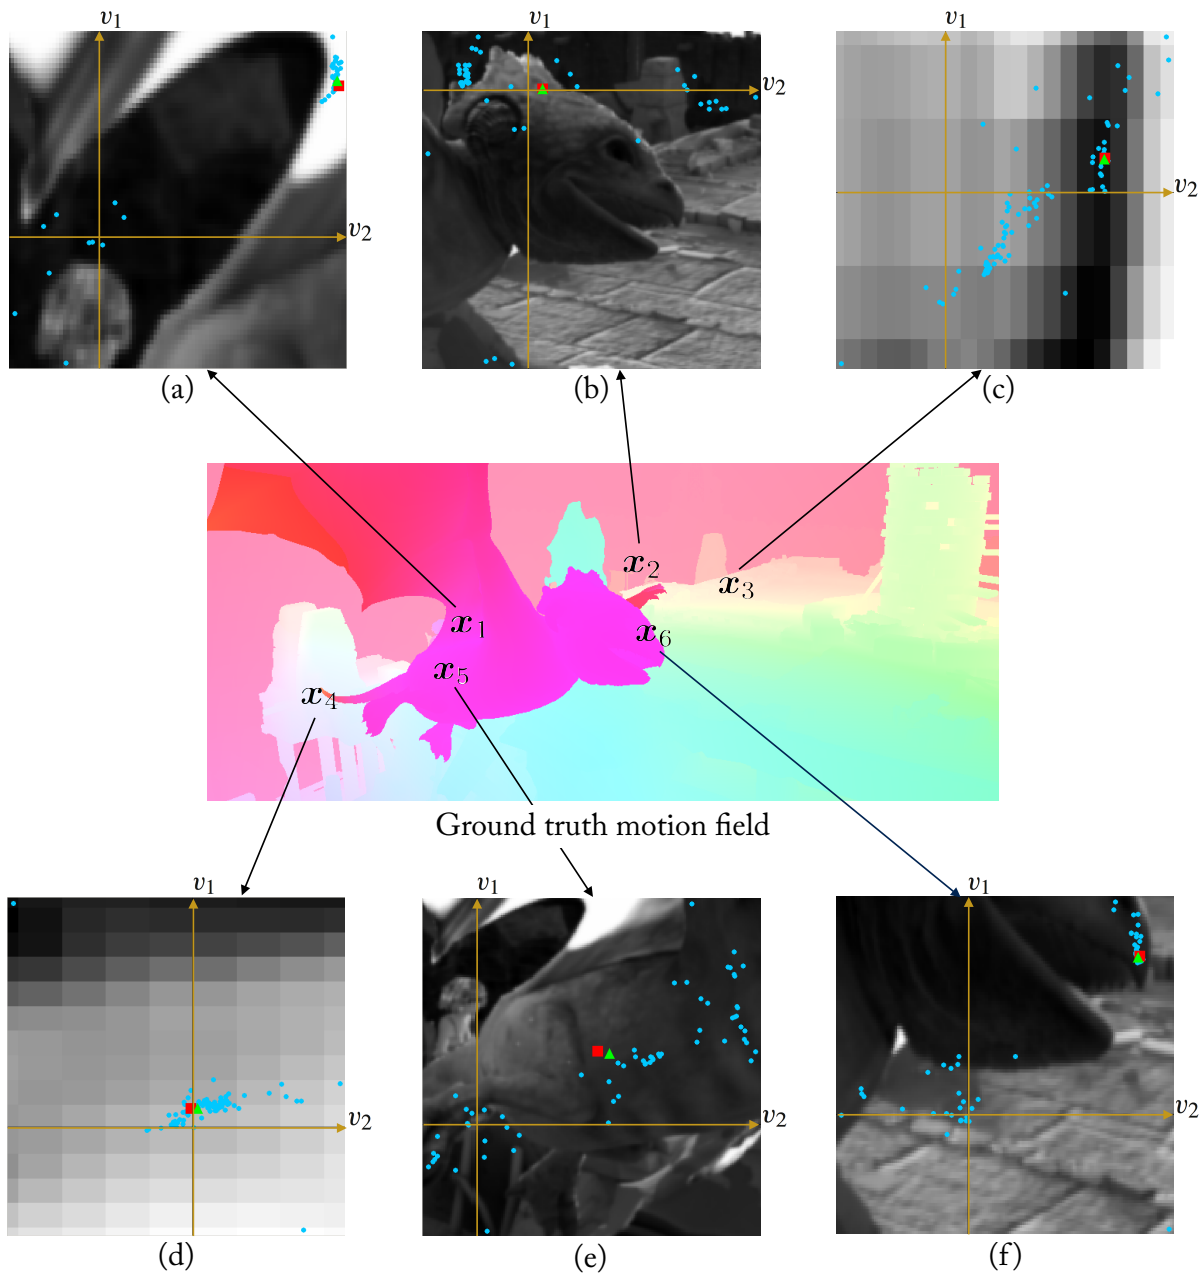 v1 v1 v1
v2 v2 v2
(a) (b) (c)
x2
x3
x1 x6
x5
x4
Ground truth motion field
v1 v1 v1
v2 v2 v2
(d) (e) (f)